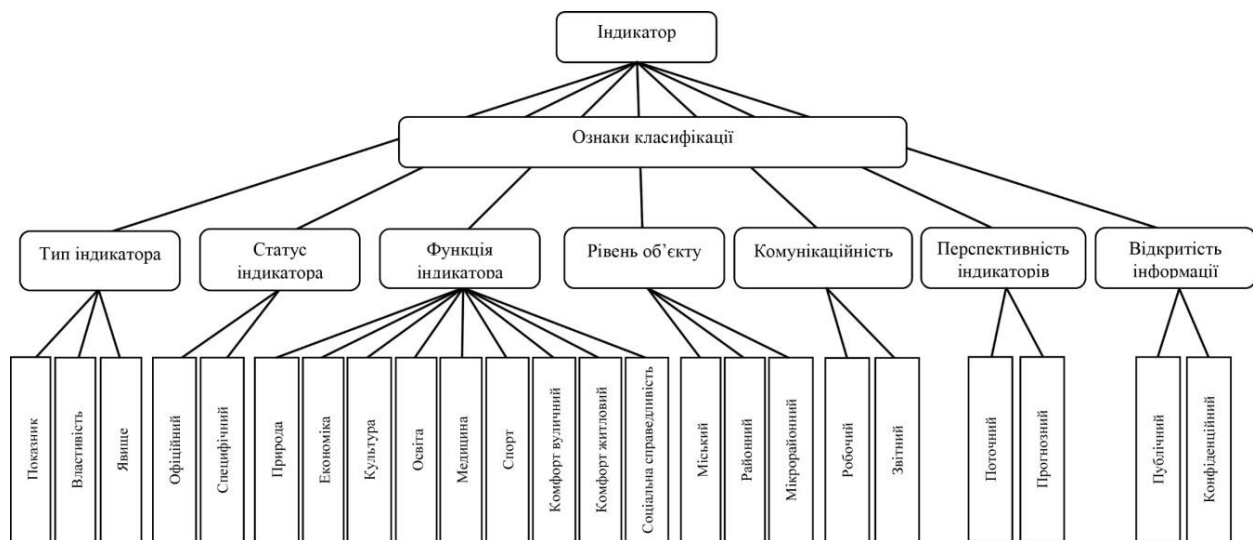 Індикатор
Ознаки класифікації
Тип індикатора
Статус
індикатора
Функція
індикатора
Рівень об’єкту
Комунікаційність
Перспективність
індикаторів
Відкритість
інформації
Показник
Властивість
Явище
Офіційний
Специфічний
Природа
Економіка
Культура
Освіта
Медицина
Спорт
Комфорт вуличний
Комфорт житловий
Соціальна справедливість
Міський
Районний
Мікрорайонний
Робочий
Звітний
Поточний
Прогнозний
Публічний
Конфіденційний